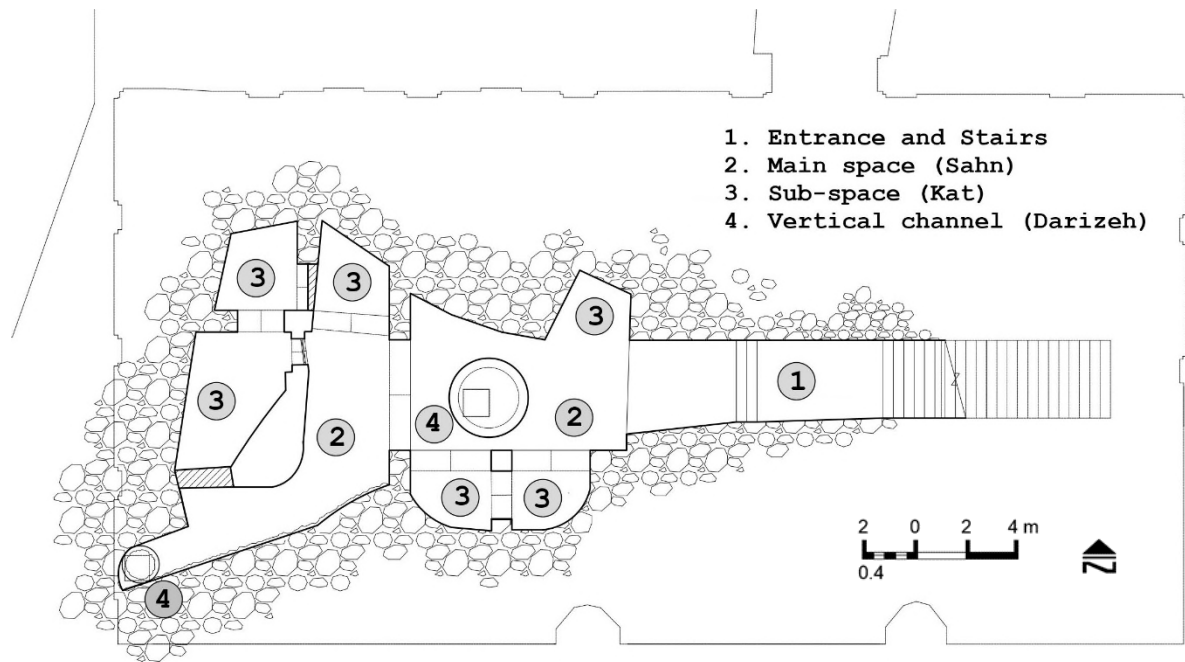 1. Entrance and Stairs
2. Main space (Sahn)
3. Sub-space (Kat)
4. Vertical channel (Darizeh)
3
3
3
3
1
4
2
2
3
3
4
2 0 2 4 m
0.4
N